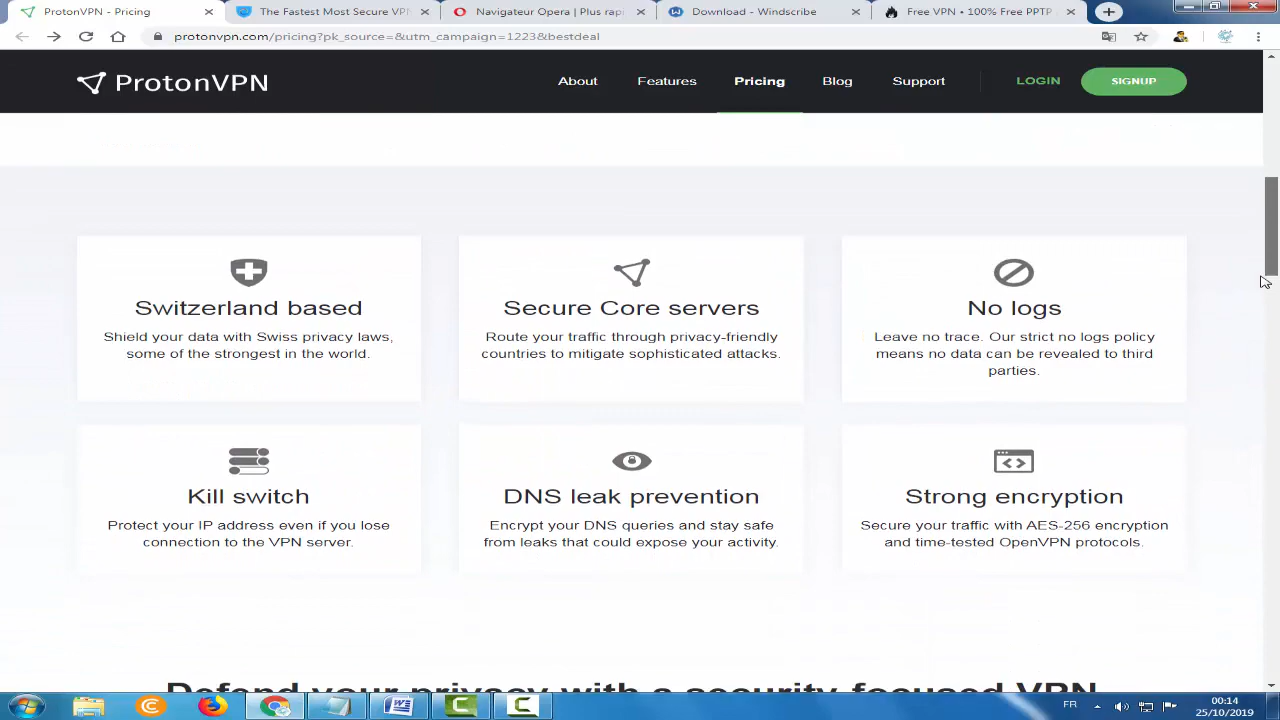 ProtonVPN - Pricing
The Fastest Most Secure VPN
Navigateur Opera | Plus rapi
Download - Windscribe
Free VPN • 100% Free PPTP
protonvpn.com/pricing?pk_source=&utm_campaign=1223&bestdeal
ProtonVPN
About
Features
Pricing
Blog
Support
LOGIN
SIGNUP
Switzerland based
Shield your data with Swiss privacy laws,
some of the strongest in the world.
Secure Core servers
Route your traffic through privacy-friendly
countries to mitigate sophisticated attacks.
No logs
Leave no trace. Our strict no logs policy
means no data can be revealed to third
parties.
Kill switch
Protect your IP address even if you lose
connection to the VPN server.
DNS leak prevention
Encrypt your DNS queries and stay safe
from leaks that could expose your activity.
Strong encryption
Secure your traffic with AES-256 encryption
and time-tested OpenVPN protocols.
Defend your privacy with a security-focused VPN
FR
00:14
25/10/2019